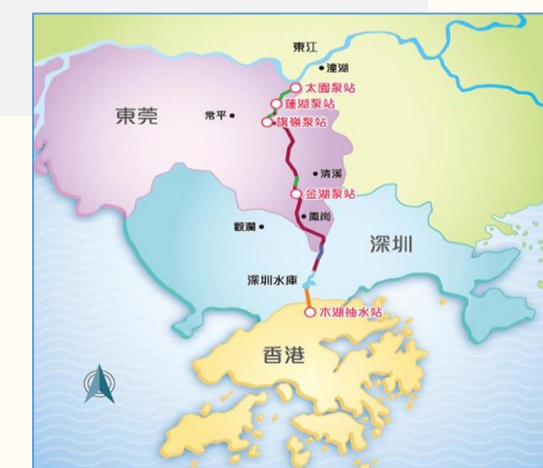 東江
潼湖
太園泵站
蓮湖泵站
東莞
常平
旗嶺泵站
清溪
金湖泵站
鳳崗
觀瀾
深圳
深圳水庫
木湖抽水站
香港